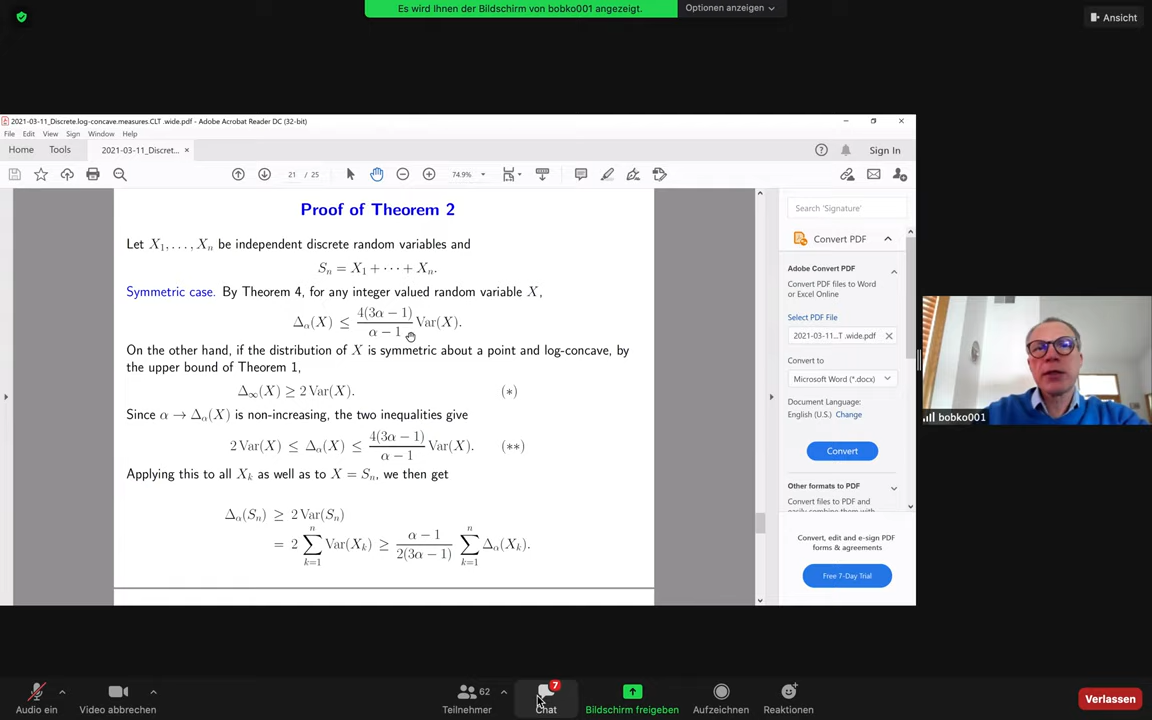 Es wird Ihnen der Bildschirm von bobko001 angezeigt.
Optionen anzeigen
Ansicht
2021-03-11_Discrete.log-concave.measures.CLT .wide.pdf - Adobe Acrobat Reader DC (32-bit)
File Edit View Sign Window Help
Home Tools 2021-03-11_Discret... × Sign In
21 / 25 74.9%
Search 'Signature'
Convert PDF
Adobe Convert PDF
Convert PDF files to Word or Excel Online
Select PDF File
2021-03-11...T .wide.pdf
Convert to
Microsoft Word (*.docx)
Document Language:
English (U.S.) Change
Convert
Other formats to PDF
Convert files to PDF and
Convert, edit and e-sign PDF
forms & agreements
Free 7-Day Trial
Proof of Theorem 2
Let X₁, . . . , Xₙ be independent discrete random variables and
Sₙ = X₁ + · · · + Xₙ.
Symmetric case. By Theorem 4, for any integer valued random variable X,
Δ_α(X) ≤ 4(3α − 1)/(α − 1) Var(X).
On the other hand, if the distribution of X is symmetric about a point and log-concave, by
the upper bound of Theorem 1,
Δ_∞(X) ≥ 2 Var(X). (∗)
Since α → Δ_α(X) is non-increasing, the two inequalities give
2 Var(X) ≤ Δ_α(X) ≤ 4(3α − 1)/(α − 1) Var(X). (∗∗)
Applying this to all Xₖ as well as to X = Sₙ, we then get
Δ_α(Sₙ) ≥ 2 Var(Sₙ)
= 2 ∑_{k=1}^{n} Var(Xₖ) ≥ (α − 1)/(2(3α − 1)) ∑_{k=1}^{n} Δ_α(Xₖ).
bobko001
Audio ein
Video abbrechen
62
Teilnehmer
7
Chat
Bildschirm freigeben
Aufzeichnen
Reaktionen
Verlassen